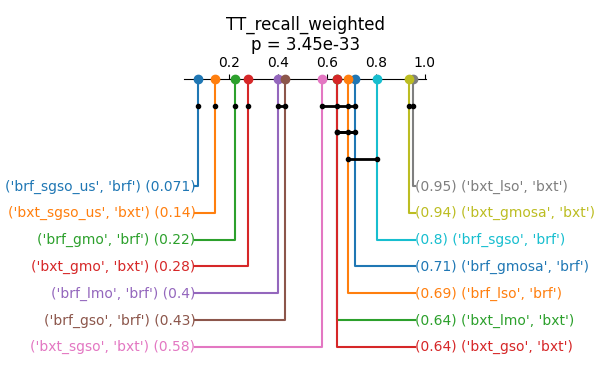 TT_recall_weighted
p = 3.45e-33
0.2 0.4 0.6 0.8 1.0
('brf_sgso_us', 'brf') (0.071) (0.95) ('bxt_lso', 'bxt')
('bxt_sgso_us', 'bxt') (0.14) (0.94) ('bxt_gmosa', 'bxt')
('brf_gmo', 'brf') (0.22) (0.8) ('brf_sgso', 'brf')
('bxt_gmo', 'bxt') (0.28) (0.71) ('brf_gmosa', 'brf')
('brf_lmo', 'brf') (0.4) (0.69) ('brf_lso', 'brf')
('brf_gso', 'brf') (0.43) (0.64) ('bxt_lmo', 'bxt')
('bxt_sgso', 'bxt') (0.58) (0.64) ('bxt_gso', 'bxt')